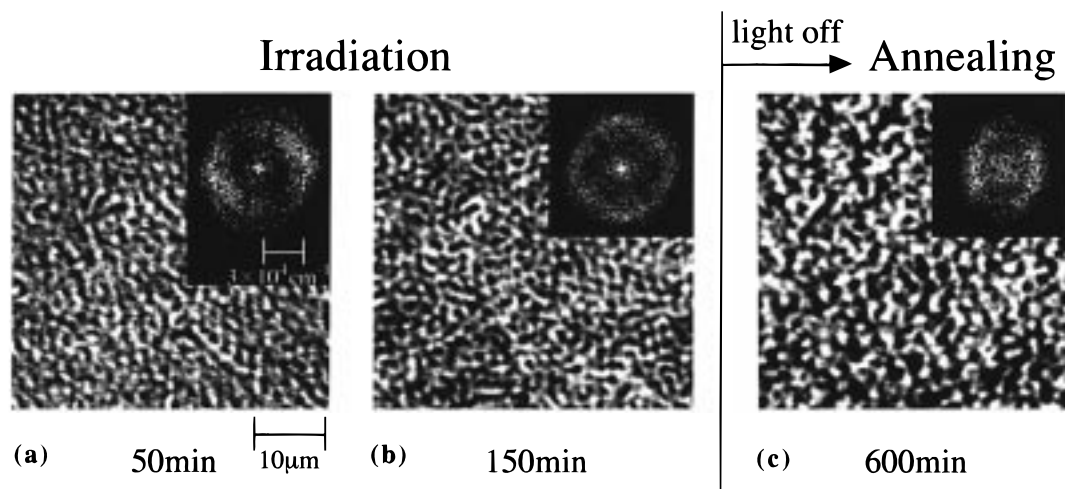 Irradiation
light off
Annealing
(a)
50min
10μm
(b)
150min
(c)
600min